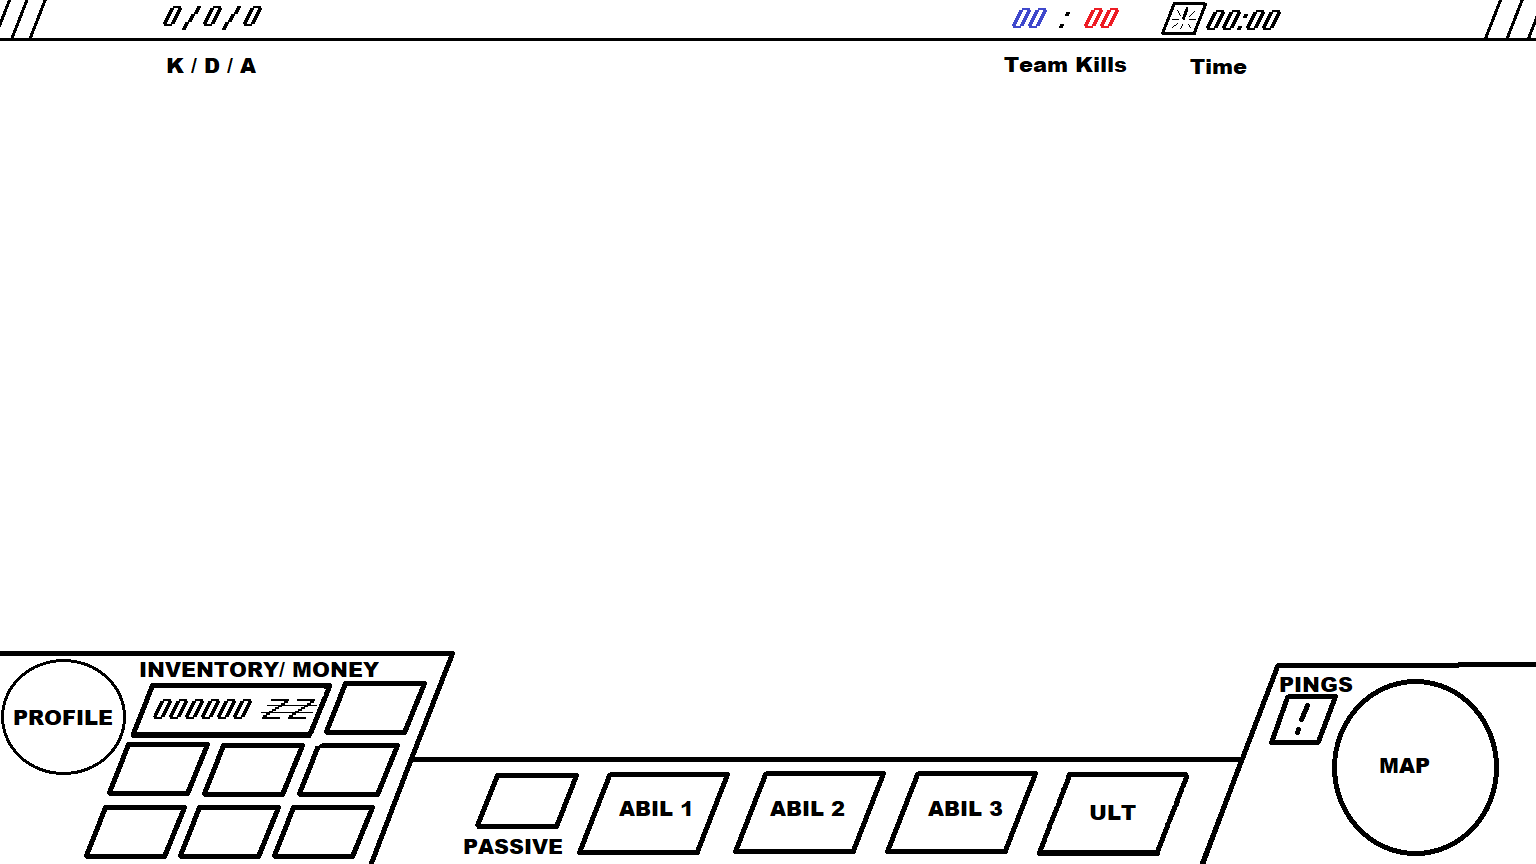 0/0/0
00 : 00
00:00
K / D / A
Team Kills
Time
INVENTORY/ MONEY
000000 ZZ
PROFILE
PINGS
!
MAP
ABIL 1
ABIL 2
ABIL 3
ULT
PASSIVE